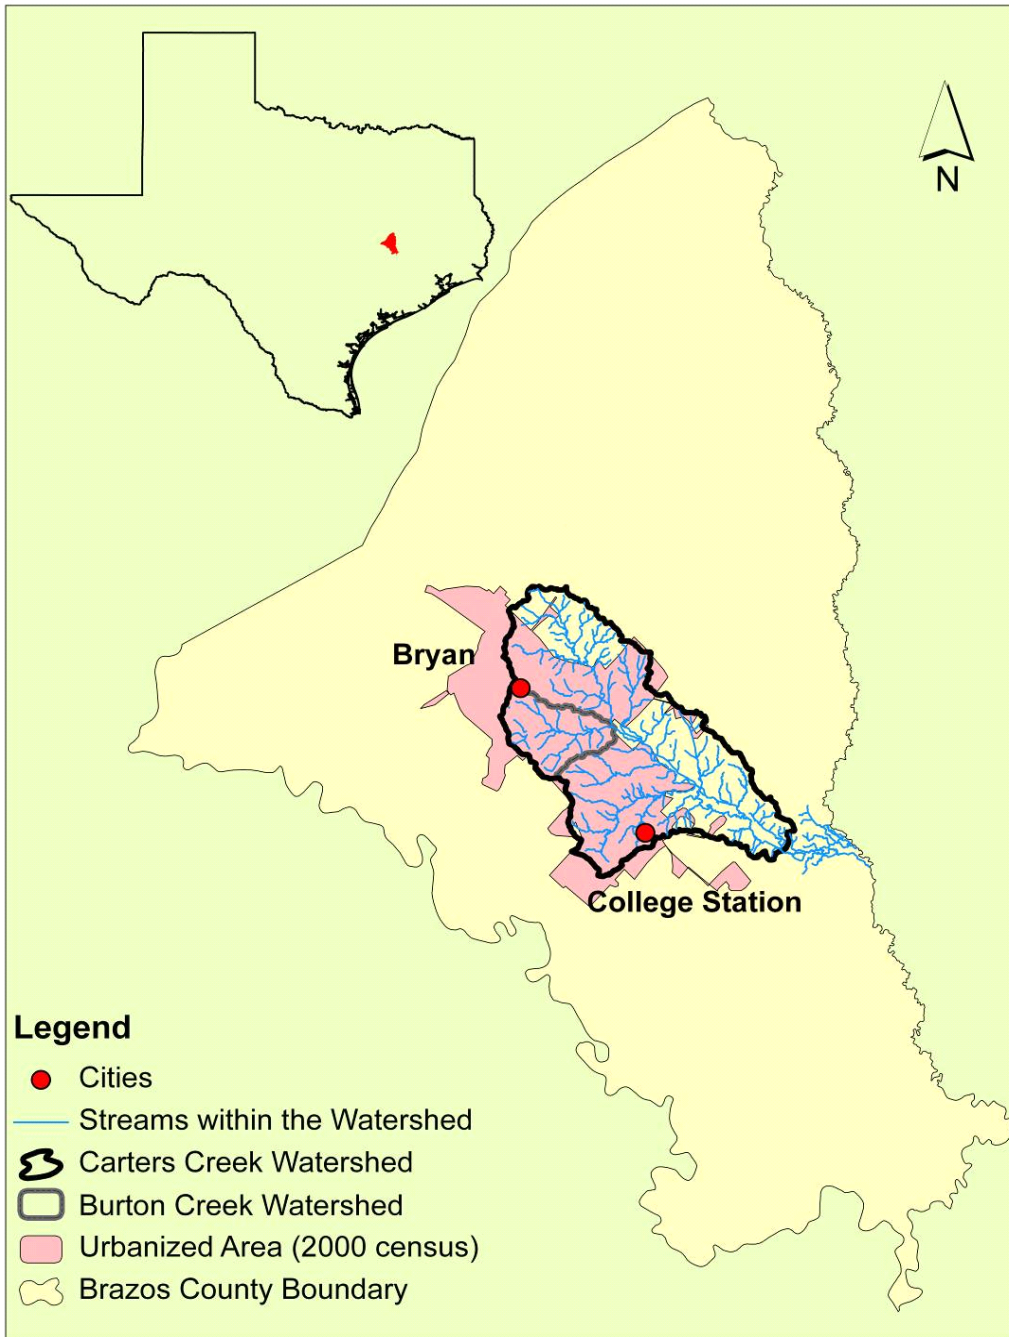 N
Bryan
College Station
Legend
Cities
Streams within the Watershed
Carters Creek Watershed
Burton Creek Watershed
Urbanized Area (2000 census)
Brazos County Boundary